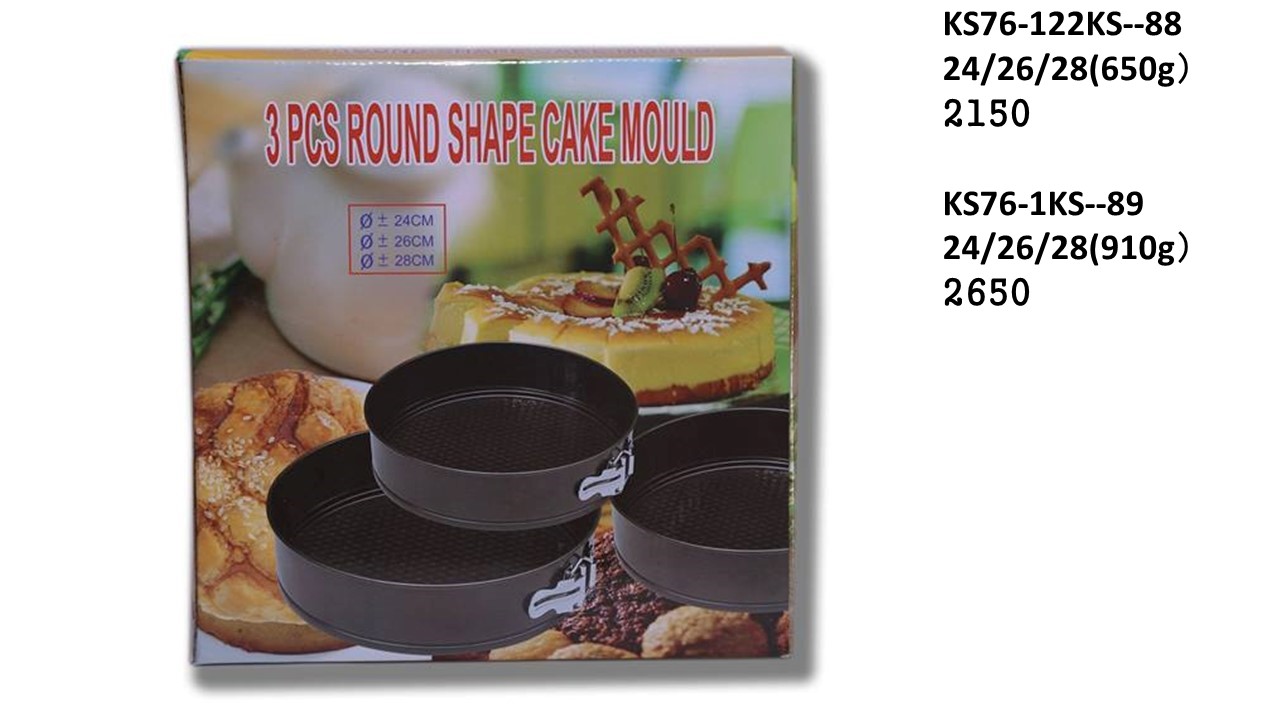 3 PCS ROUND SHAPE CAKE MOULD
Ø ± 24CM
Ø ± 26CM
Ø ± 28CM
KS76-122KS--88
24/26/28(650g）
2150
KS76-1KS--89
24/26/28(910g）
2650